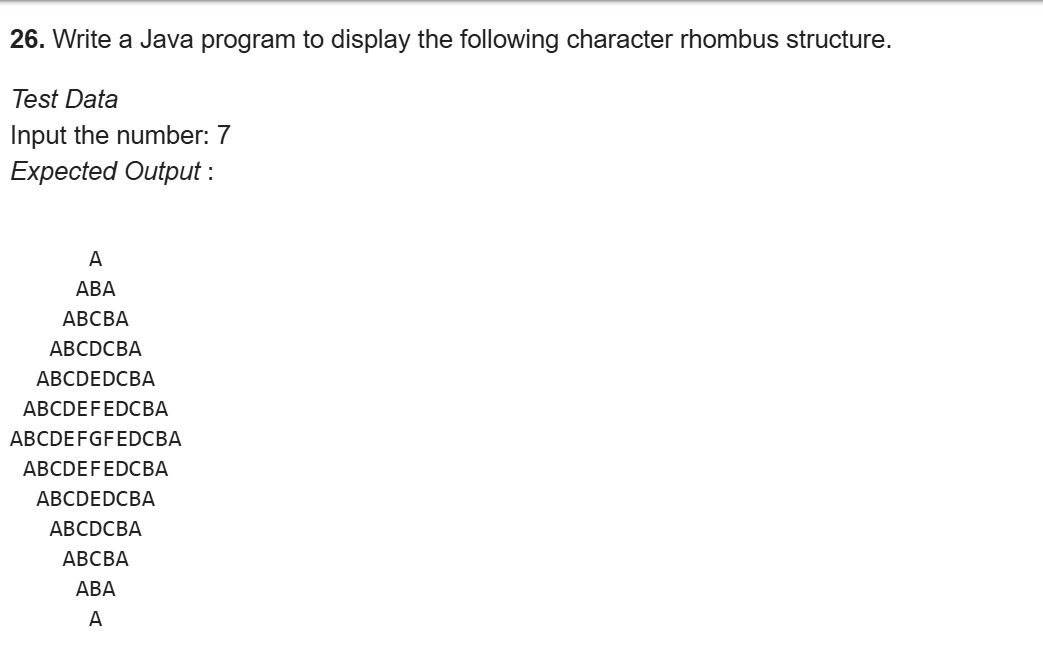 26. Write a Java program to display the following character rhombus structure.
Test Data
Input the number: 7
Expected Output :
A
ABA
ABCBA
ABCDCBA
ABCDEDCBA
ABCDEFEDCBA
ABCDEFGFEDCBA
ABCDEFEDCBA
ABCDEDCBA
ABCDCBA
ABCBA
ABA
A